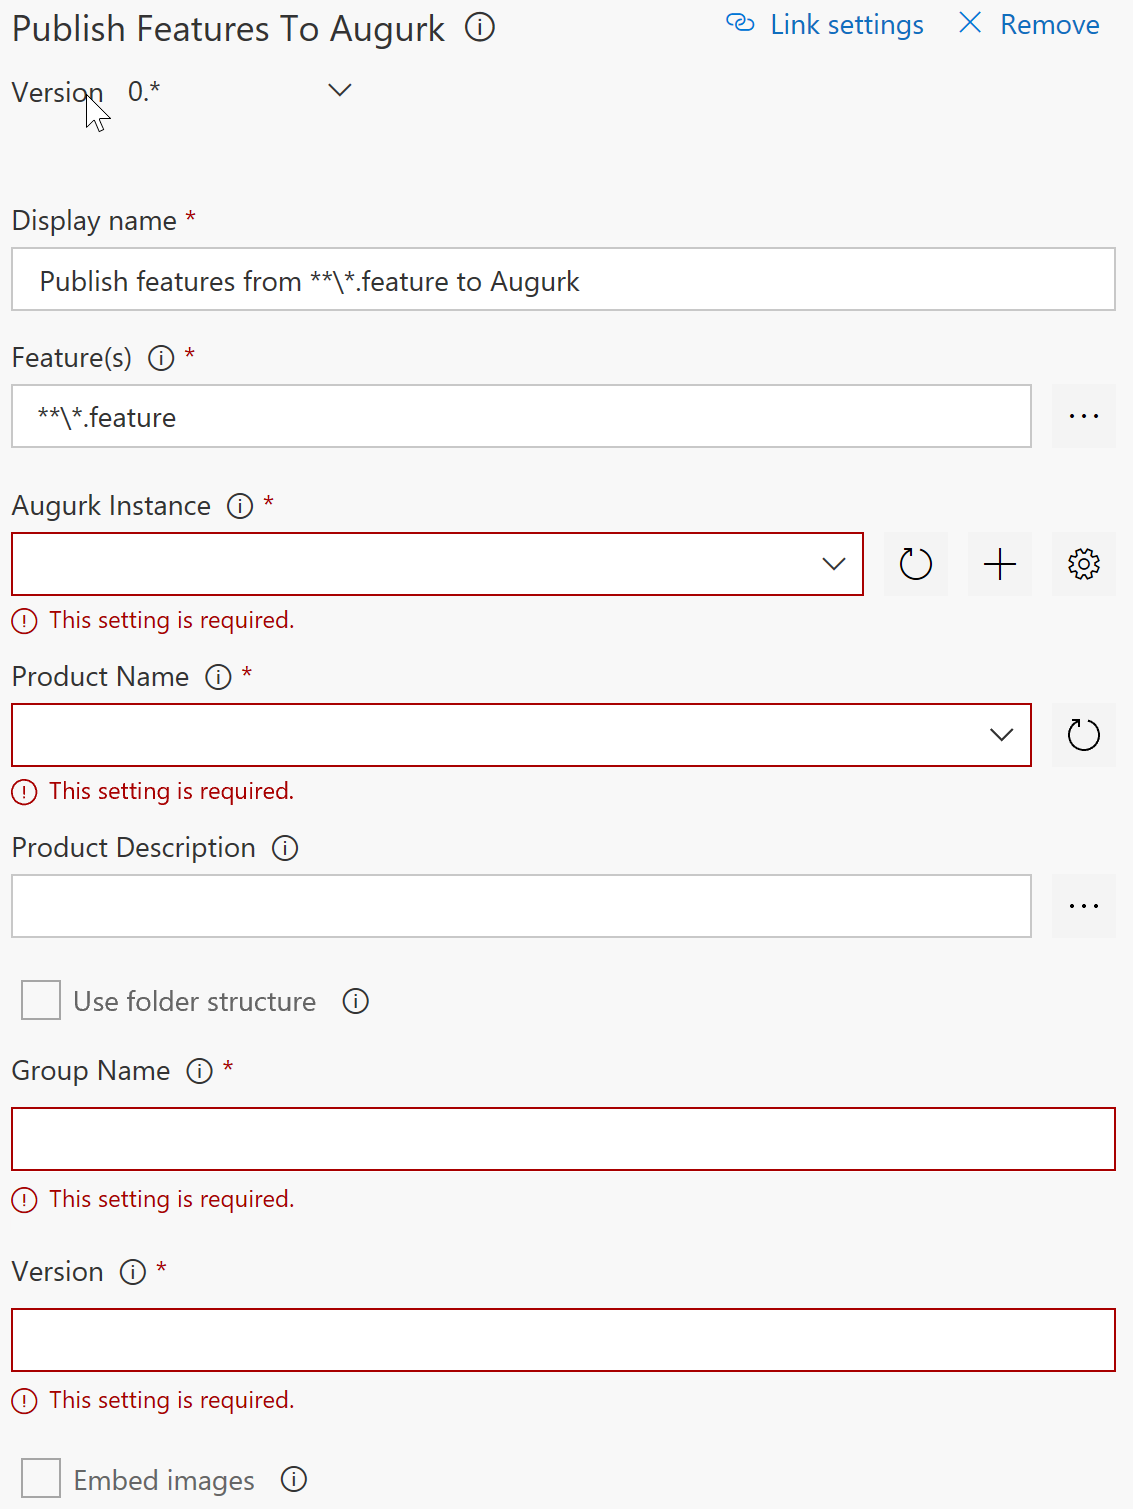 Publish Features To Augurk
Link settings
Remove
Version 0.*
Display name *
Publish features from **\*.feature to Augurk
Feature(s) *
**\*.feature
Augurk Instance *
This setting is required.
Product Name *
This setting is required.
Product Description
Use folder structure
Group Name *
This setting is required.
Version *
This setting is required.
Embed images